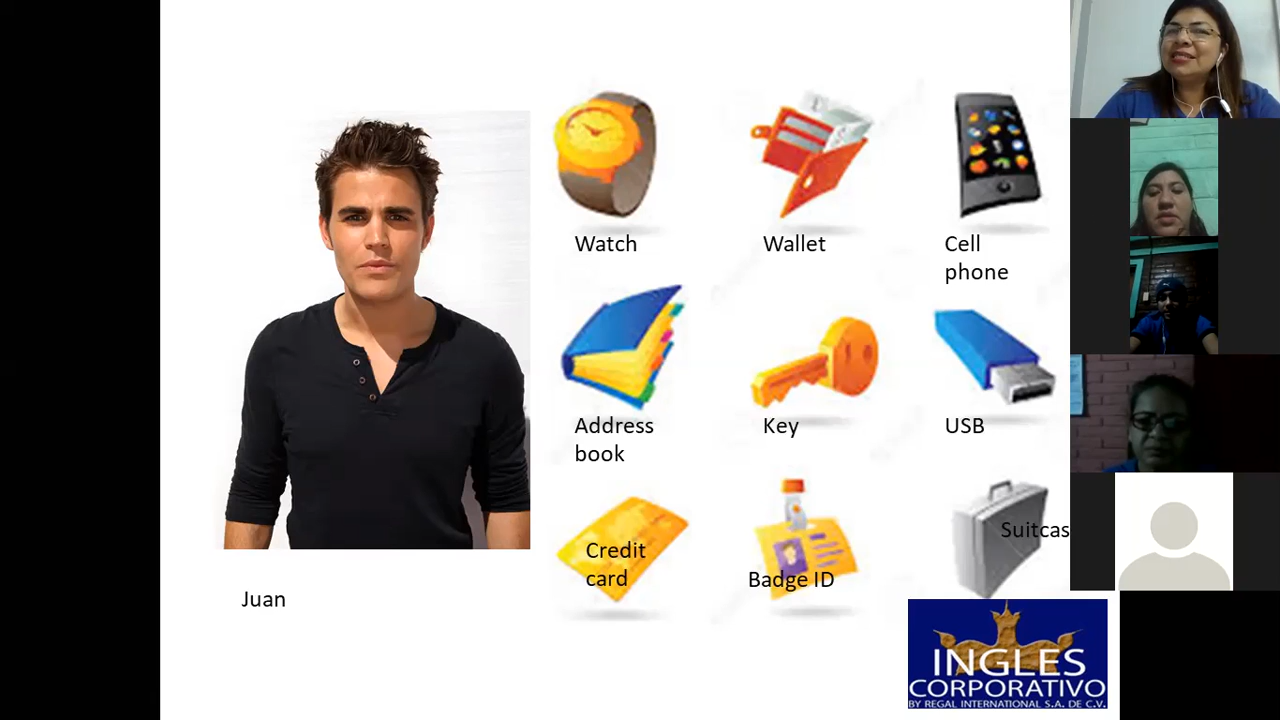 Watch
Wallet
Cell
phone
Address
book
Key
USB
Credit
card
Badge ID
Suitcas
Juan
INGLES
CORPORATIVO
BY REGAL INTERNATIONAL S.A. DE C.V.